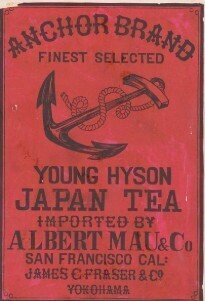 ANCHOR BRAND
FINEST SELECTED
YOUNG HYSON
JAPAN TEA
IMPORTED BY
ALBERT MAU & Co
SAN FRANCISCO CAL:
JAMES C. FRASER & Co.
YOKOHAMA